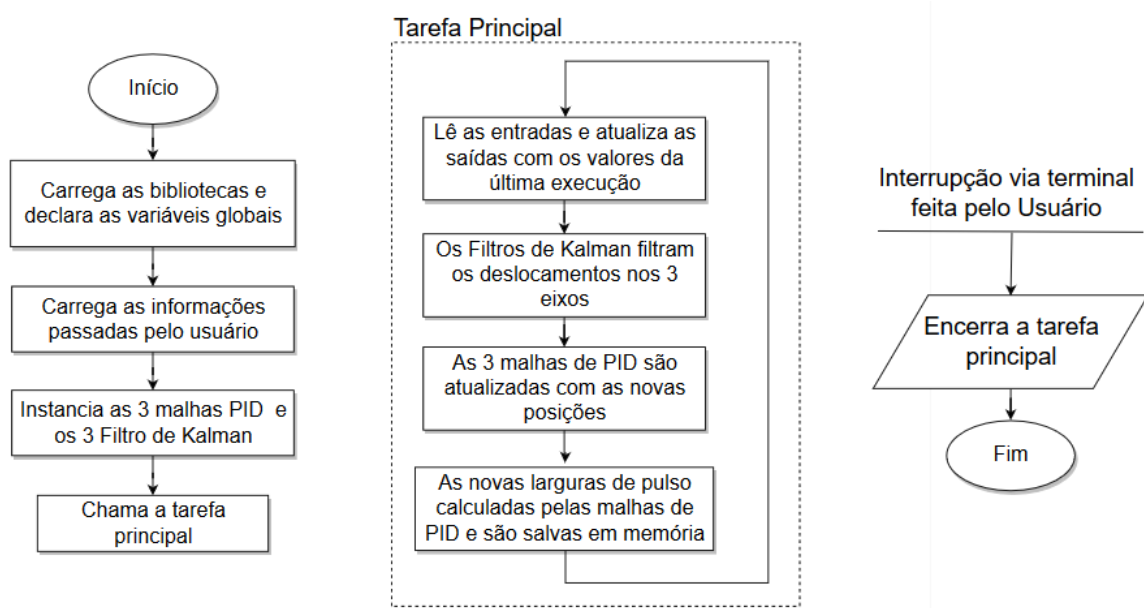 Início
Carrega as bibliotecas e
declara as variáveis globais
Carrega as informações
passadas pelo usuário
Instancia as 3 malhas PID e
os 3 Filtro de Kalman
Chama a tarefa
principal
Tarefa Principal
Lê as entradas e atualiza as
saídas com os valores da
última execução
Os Filtros de Kalman filtram
os deslocamentos nos 3
eixos
As 3 malhas de PID são
atualizadas com as novas
posições
As novas larguras de pulso
calculadas pelas malhas de
PID e são salvas em memória
Interrupção via terminal
feita pelo Usuário
Encerra a tarefa
principal
Fim